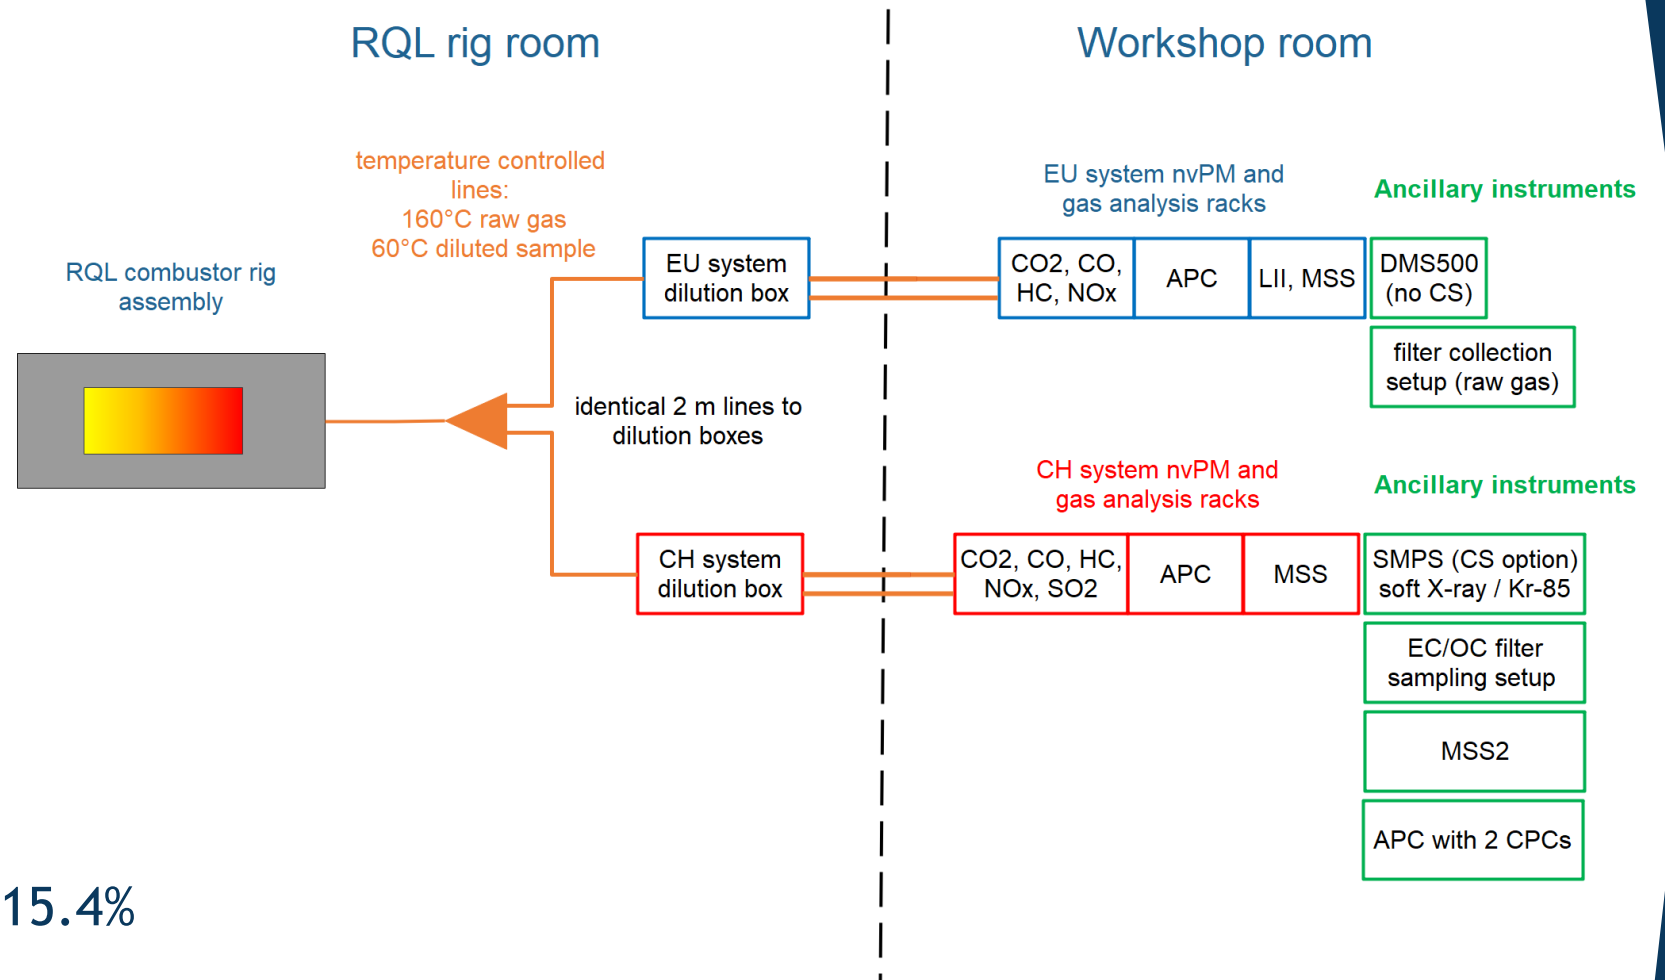 RQL rig room
Workshop room
temperature controlled
lines:
160°C raw gas
60°C diluted sample
RQL combustor rig
assembly
EU system
dilution box
identical 2 m lines to
dilution boxes
CH system
dilution box
EU system nvPM and
gas analysis racks
Ancillary instruments
CO2, CO,
HC, NOx
APC
LII, MSS
DMS500
(no CS)
filter collection
setup (raw gas)
CH system nvPM and
gas analysis racks
Ancillary instruments
CO2, CO, HC,
NOx, SO2
APC
MSS
SMPS (CS option)
soft X-ray / Kr-85
EC/OC filter
sampling setup
MSS2
APC with 2 CPCs
15.4%